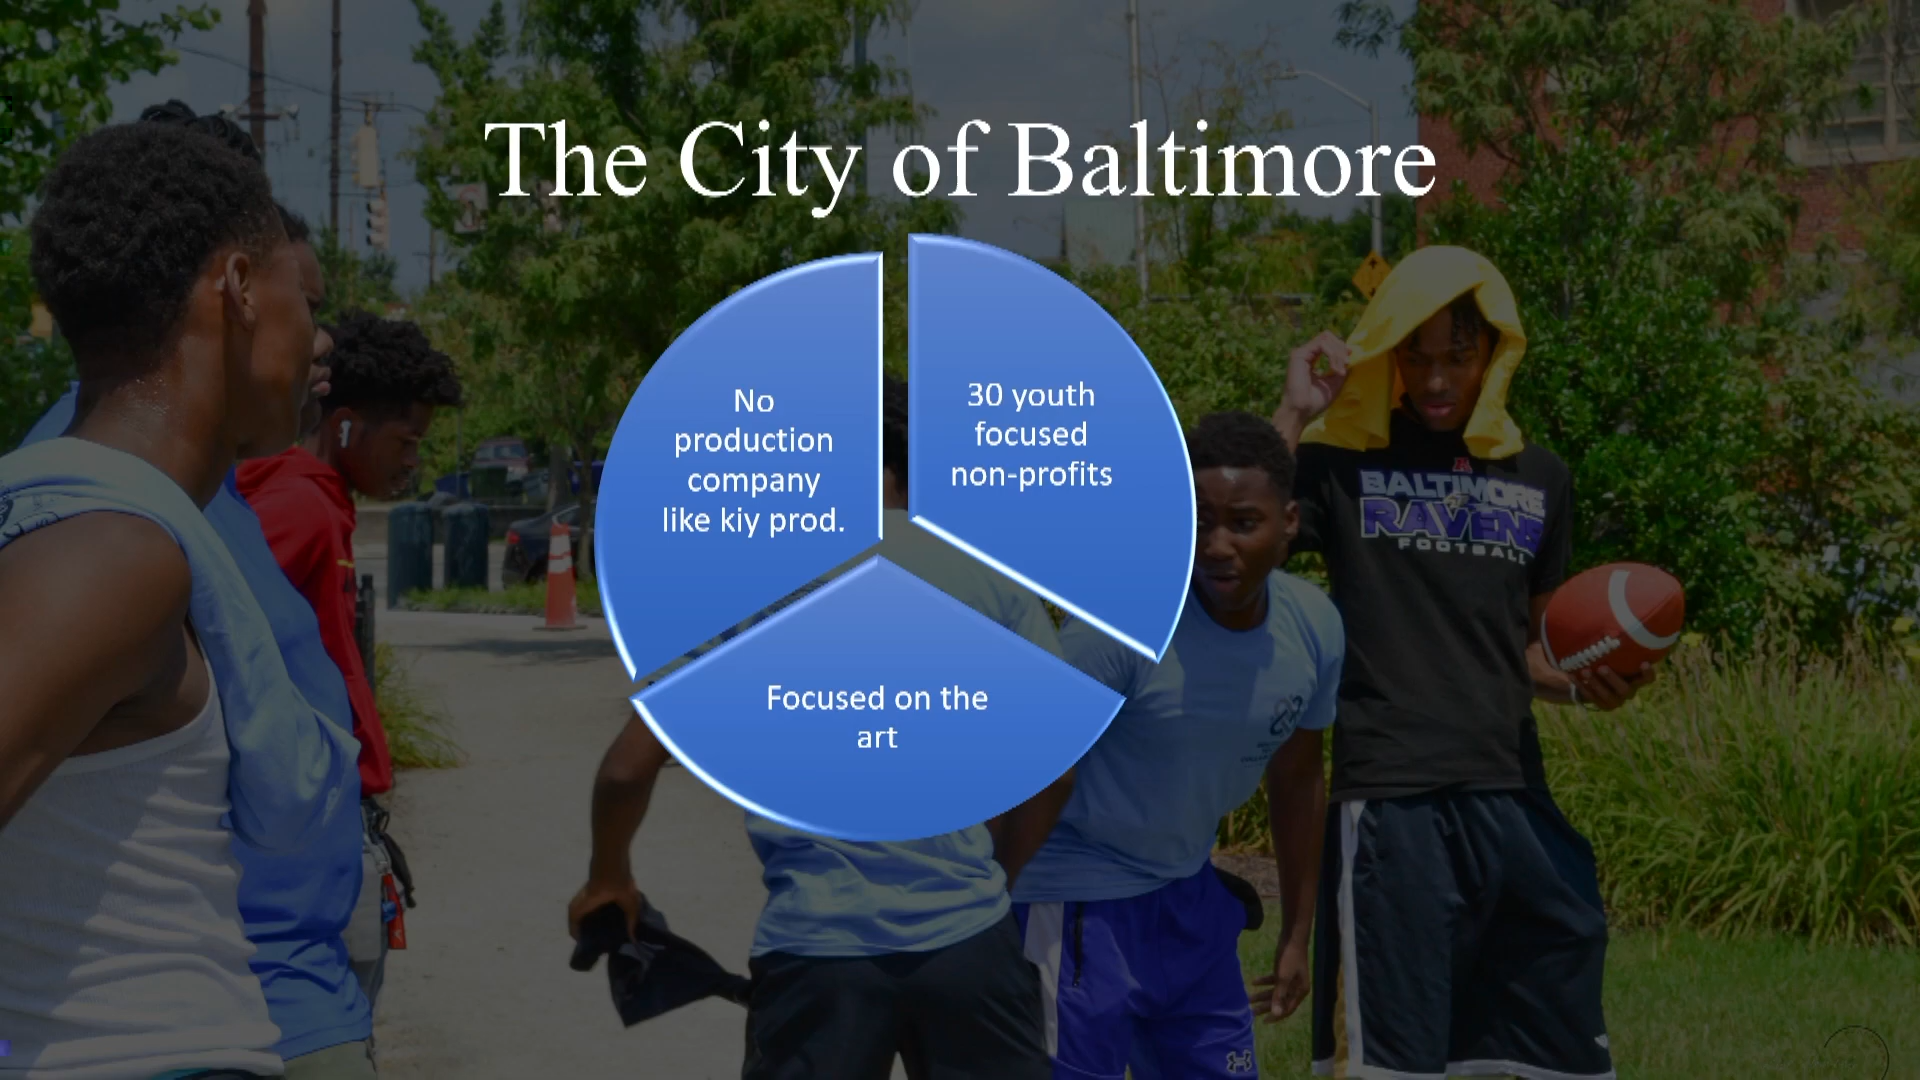 The City of Baltimore
No
production
company
like kiy prod.
30 youth
focused
non-profits
Focused on the
art
BALTIMORE
RAVENS
FOOTBALL